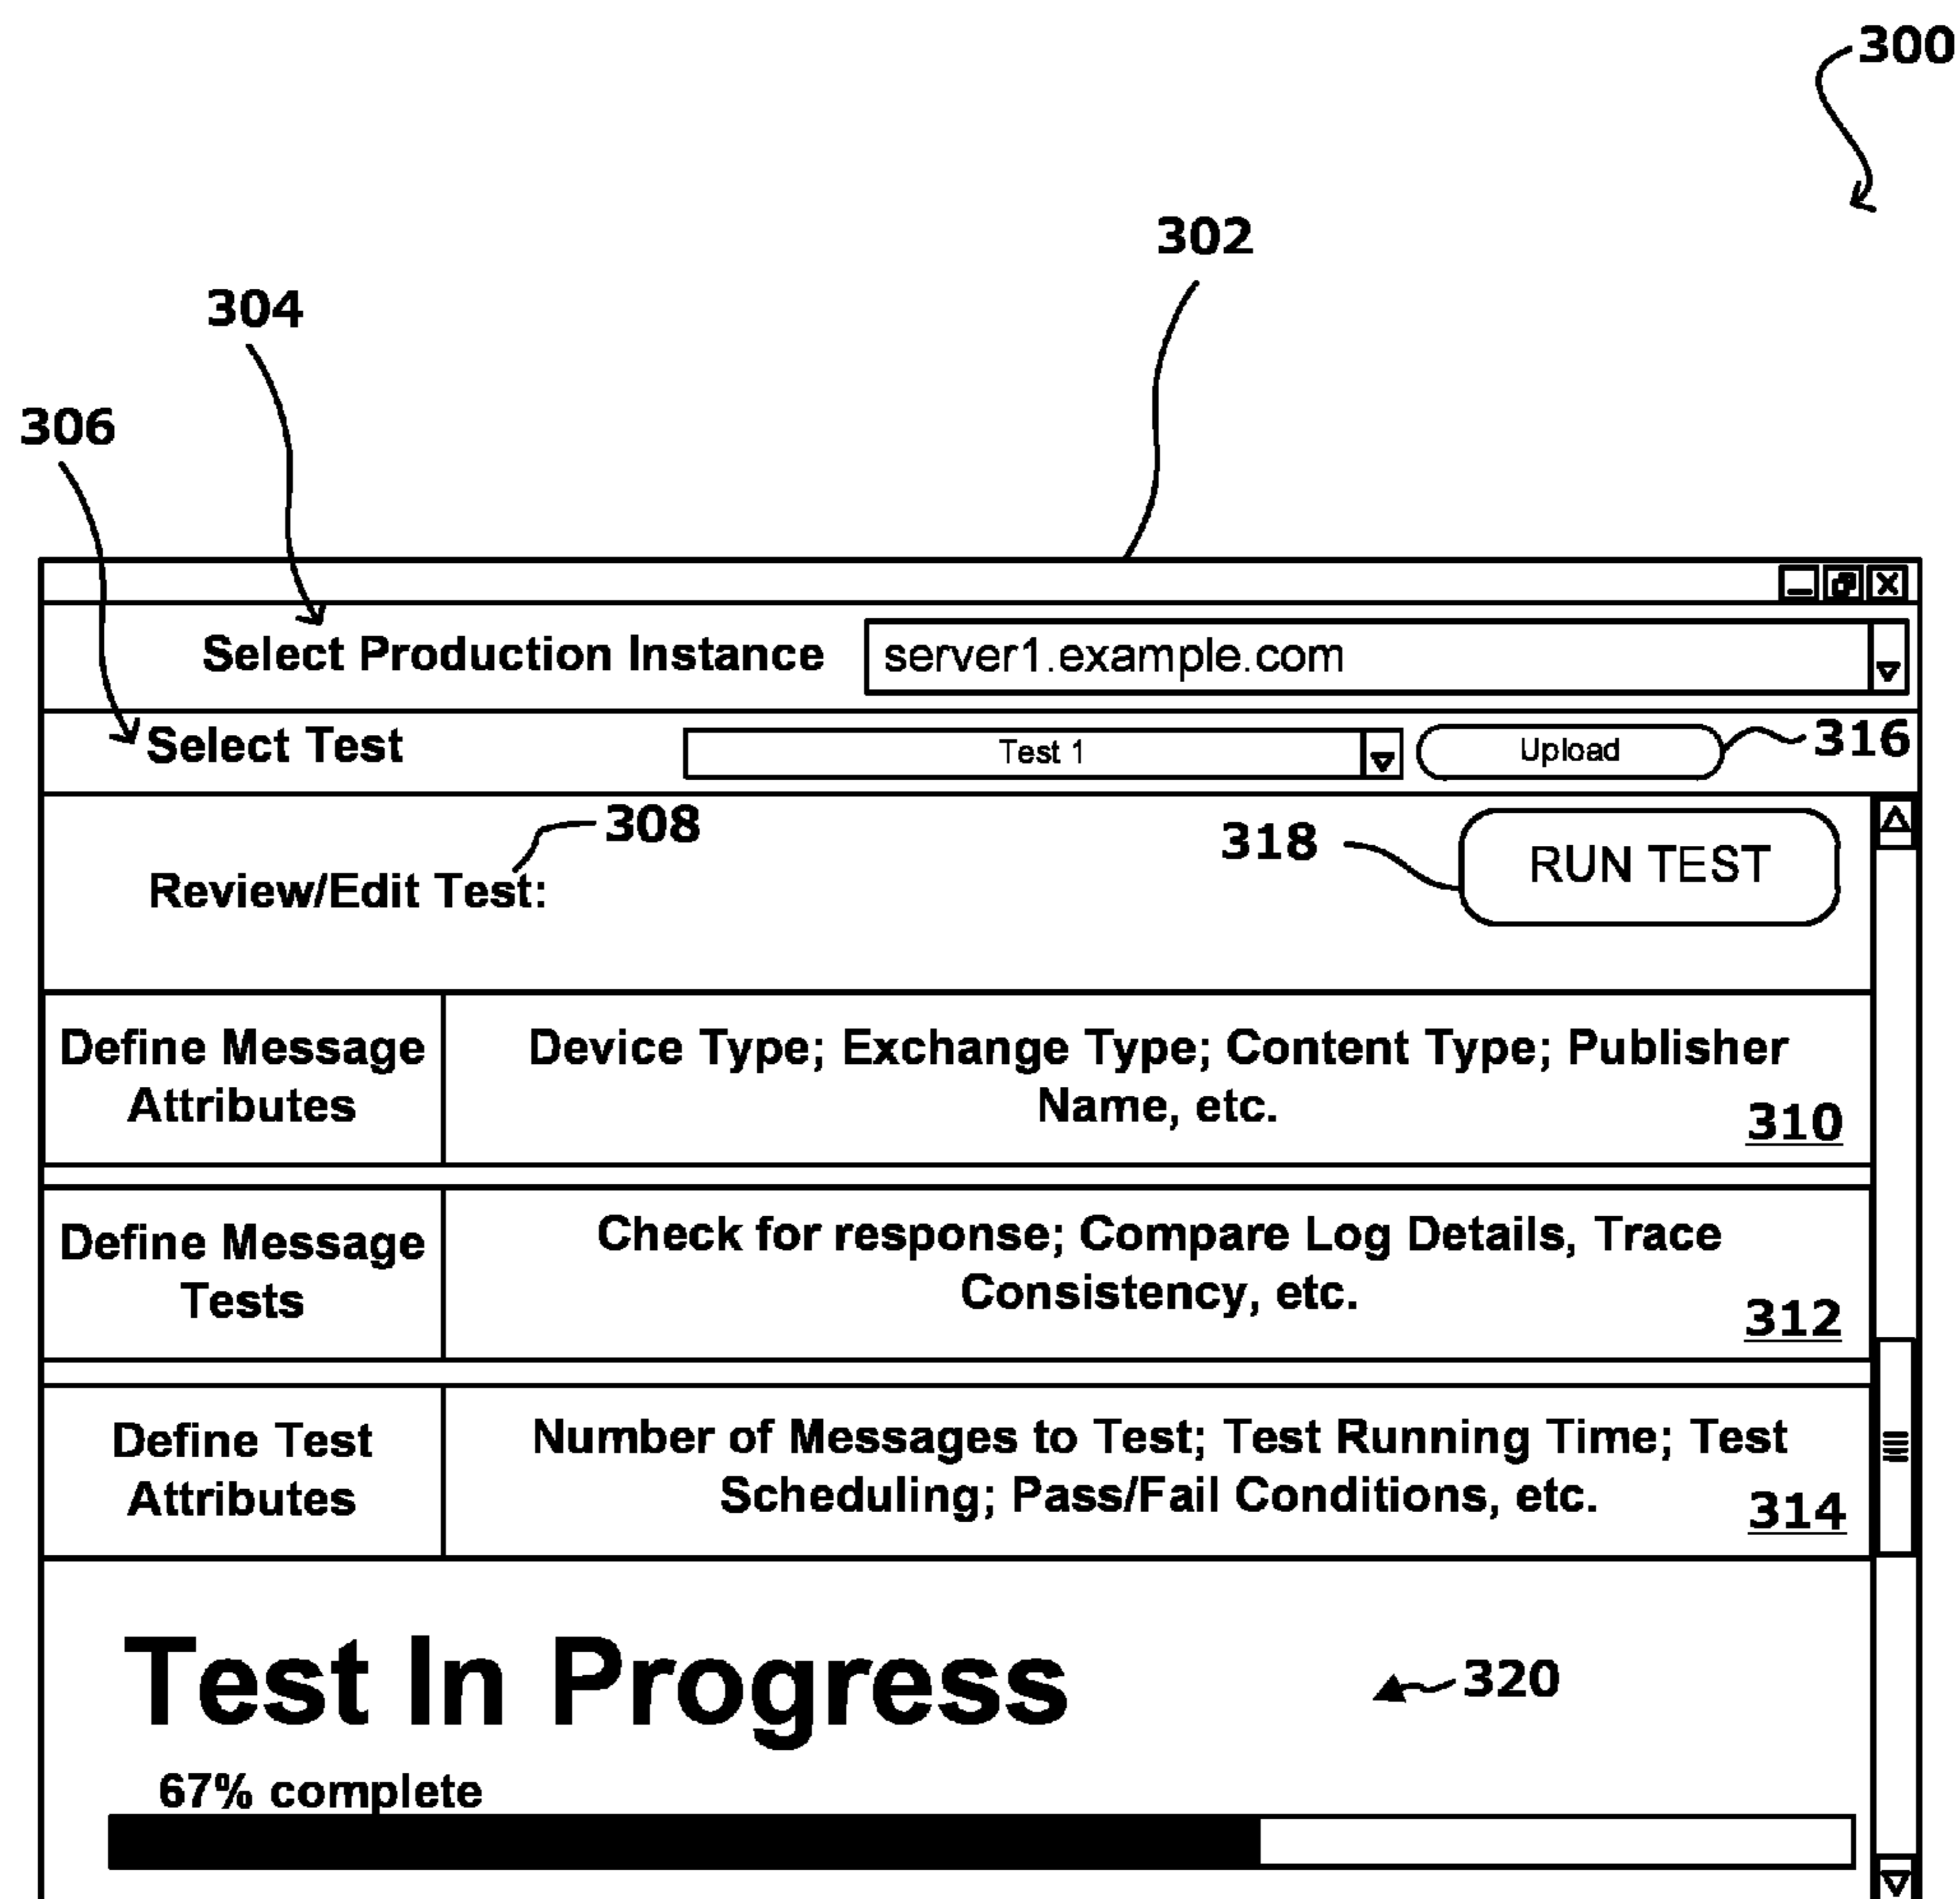 300
302
304
306
Select Production Instance server1.example.com
Select Test Test 1 Upload 316
308
318 RUN TEST
Review/Edit Test:
Define Message
Attributes
Device Type; Exchange Type; Content Type; Publisher
Name, etc.
310
Define Message
Tests
Check for response; Compare Log Details, Trace
Consistency, etc.
312
Define Test
Attributes
Number of Messages to Test; Test Running Time; Test
Scheduling; Pass/Fail Conditions, etc.
314
Test In Progress
320
67% complete